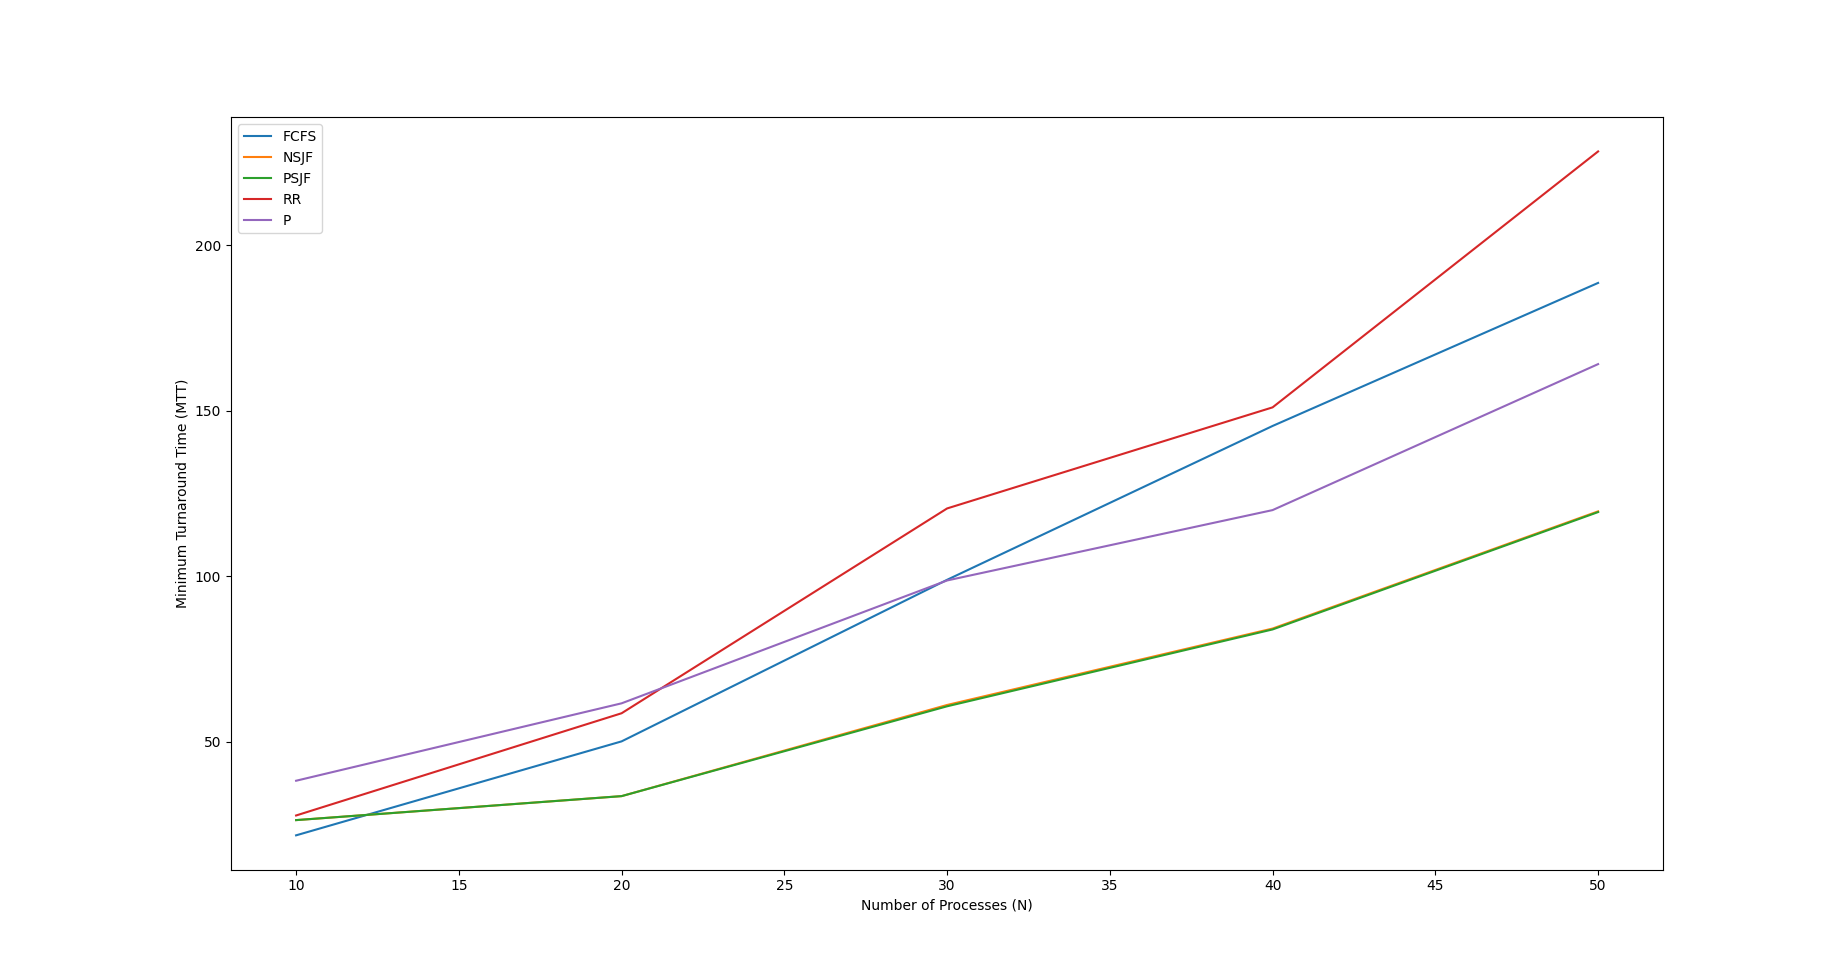 FCFS
NSJF
PSJF
RR
P
200
150
100
50
Minimum Turnaround Time (MTT)
10 15 20 25 30 35 40 45 50
Number of Processes (N)